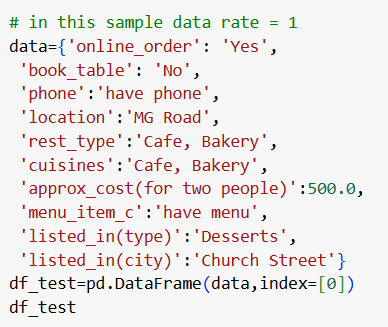 # in this sample data rate = 1
data={'online_order': 'Yes',
 'book_table': 'No',
 'phone':'have phone',
 'location':'MG Road',
 'rest_type':'Cafe, Bakery',
 'cuisines':'Cafe, Bakery',
 'approx_cost(for two people)':500.0,
 'menu_item_c':'have menu',
 'listed_in(type)':'Desserts',
 'listed_in(city)':'Church Street'}
df_test=pd.DataFrame(data,index=[0])
df_test